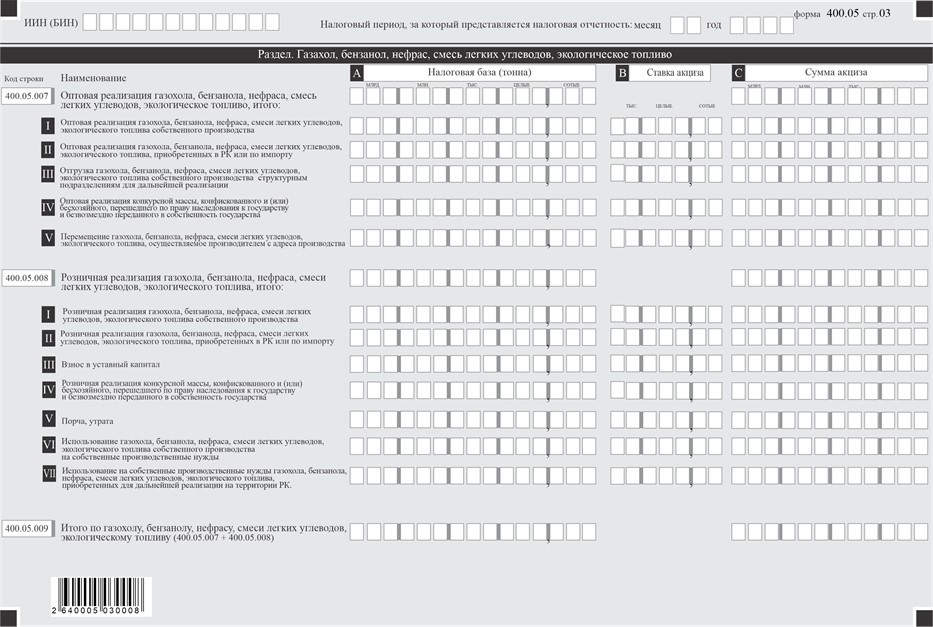 форма 400.05 стр.03
ИИН (БИН) Налоговый период, за который представляется налоговая отчетность: месяц год
Раздел. Газахол, бензанол, нефрас, смесь легких углеводов, экологическое топливо
Код строки Наименование A Налоговая база (тонна) B Ставка акциза C Сумма акциза
млрд. млн. тыс. целые сотые
тыс. целые сотые
млрд. млн. тыс.
400.05.007 Оптовая реализация газохола, бензанола, нефраса, смесь
легких углеводов, экологическое топливо, итого:
I Оптовая реализация газохола, бензанола, нефраса, смеси легких углеводов,
экологического топлива собственного производства
II Оптовая реализация газохола, бензанола, нефраса, смеси легких углеводов,
экологического топлива, приобретенных в РК или по импорту
III Отгрузка газохола, бензанола, нефраса, смеси легких углеводов,
экологического топлива собственного производства структурным
подразделениям для дальнейшей реализации
IV Оптовая реализация конкурсной массы, конфискованного и (или)
бесхозяйного, перешедшего по праву наследования к государству
и безвозмездно переданного в собственность государства
V Перемещение газохола, бензанола, нефраса, смеси легких углеводов,
экологического топлива, осуществляемое производителем с адреса производства
400.05.008 Розничная реализация газохола, бензанола, нефраса, смеси
легких углеводов, экологического топлива, итого:
I Розничная реализация газохола, бензанола, нефраса, смеси легких
углеводов, экологического топлива собственного производства
II Розничная реализация газохола, бензанола, нефраса, смеси легких
углеводов, экологического топлива, приобретенных в РК или по импорту
III Взнос в уставный капитал
IV Розничная реализация конкурсной массы, конфискованного и (или)
бесхозяйного, перешедшего по праву наследования к государству
и безвозмездно переданного в собственность государства
V Порча, утрата
VI Использование газохола, бензанола, нефраса, смеси легких углеводов,
экологического топлива собственного производства
на собственные производственные нужды
VII Использование на собственные производственные нужды газохола, бензанола,
нефраса, смеси легких углеводов, экологического топлива,
приобретенных для дальнейшей реализации на территории РК.
400.05.009 Итого по газохолу, бензанолу, нефрасу, смеси легких углеводов,
экологическому топливу (400.05.007 + 400.05.008)
2 640005 030008